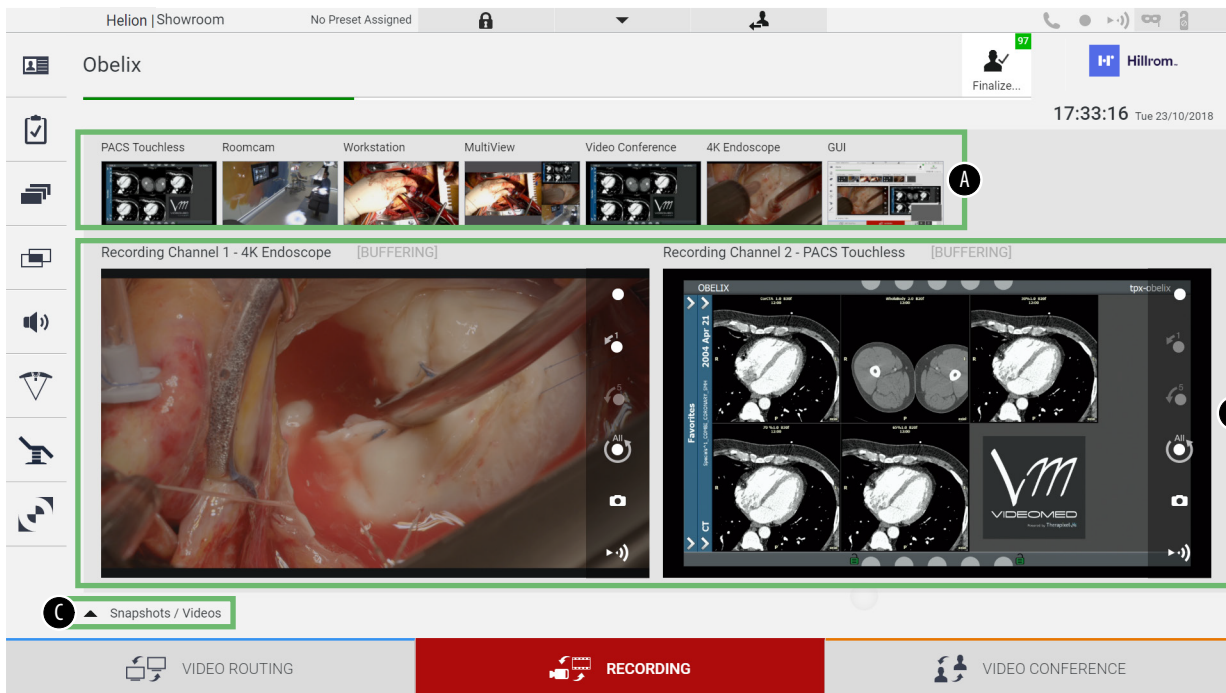 Helion | Showroom
No Preset Assigned
Obelix
97
Finalize...
Hillrom™
17:33:16 Tue 23/10/2018
PACS Touchless
Roomcam
Workstation
MultiView
Video Conference
4K Endoscope
GUI
A
Recording Channel 1 - 4K Endoscope [BUFFERING]
Recording Channel 2 - PACS Touchless [BUFFERING]
1
5
All
OBELIX
tpx-obelix
2004 Apr 21
Favorites
CT
VM
VIDEOMED
1
5
All
C
Snapshots / Videos
VIDEO ROUTING
RECORDING
VIDEO CONFERENCE